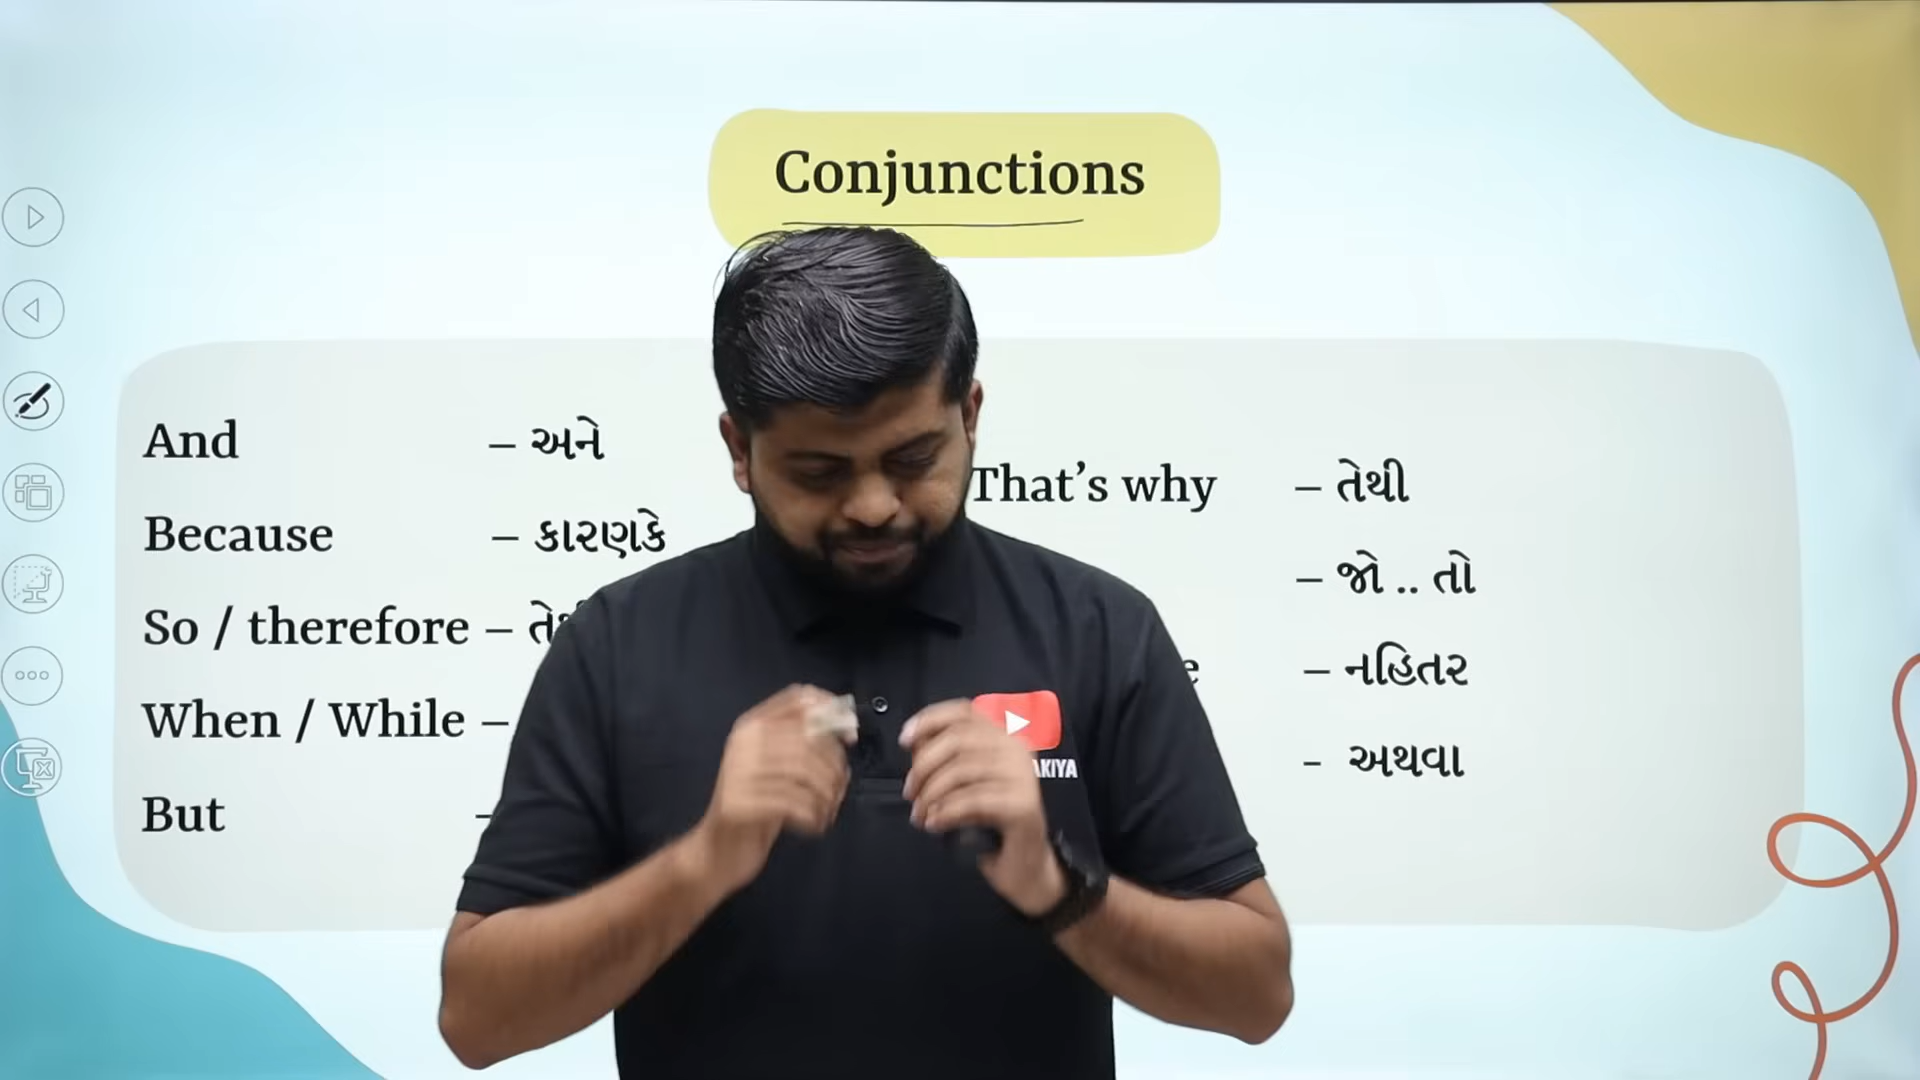 Conjunctions
And – અને
Because – કારણકે
So / therefore –
When / While –
But -
That's why – તેથી
– જો .. તો
– નહિતર
- અથવા